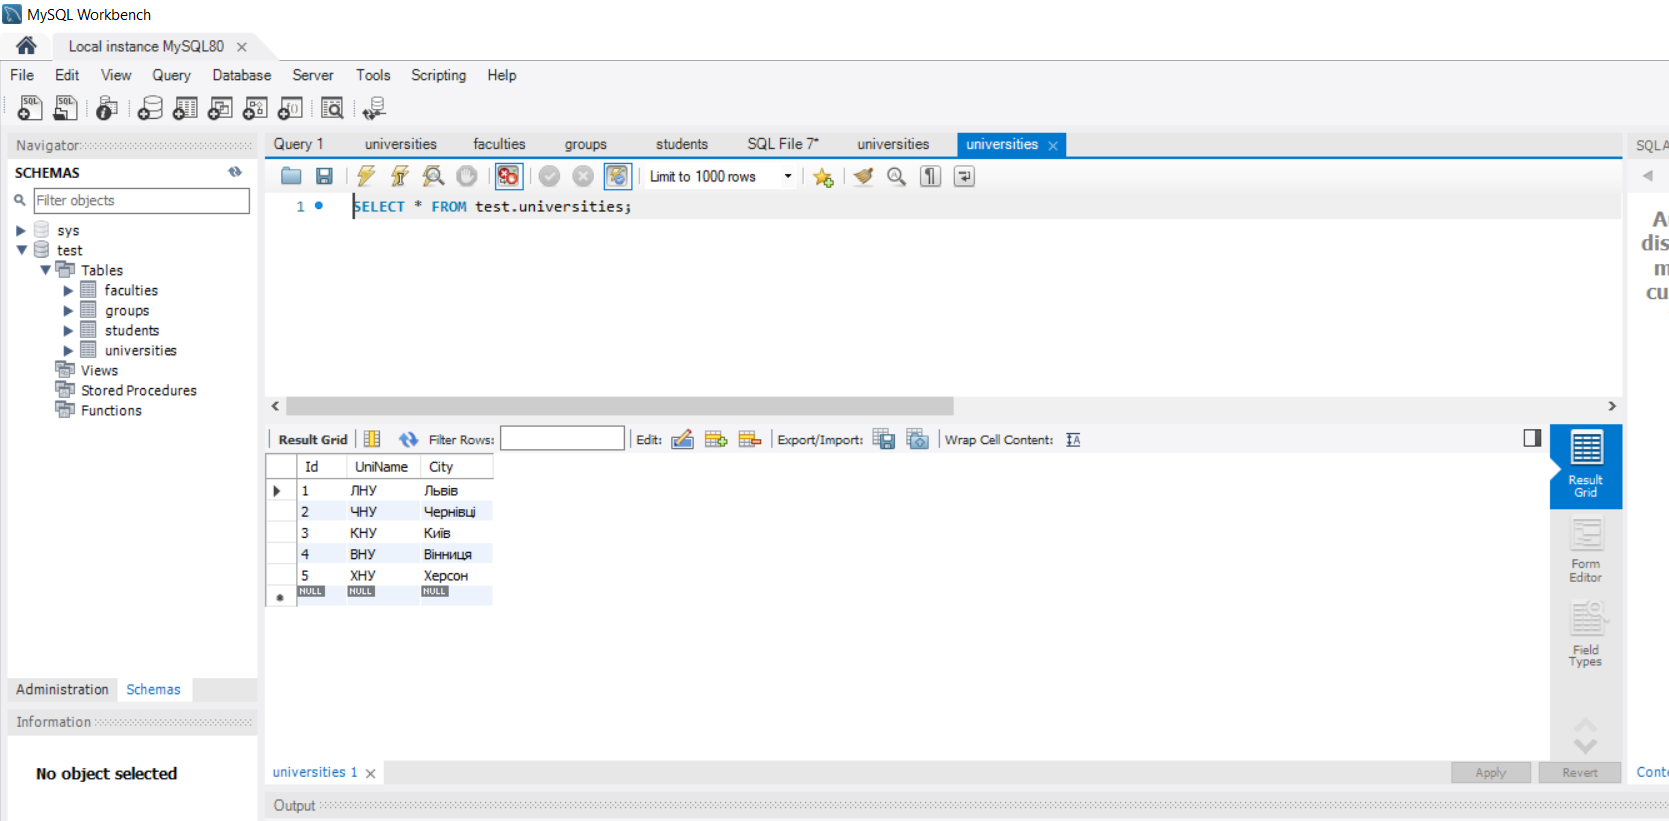 MySQL Workbench
Local instance MySQL80
File Edit View Query Database Server Tools Scripting Help
Navigator
SCHEMAS
Filter objects
sys
test
Tables
faculties
groups
students
universities
Views
Stored Procedures
Functions
Administration Schemas
Information
No object selected
Query 1 universities faculties groups students SQL File 7* universities universities
Limit to 1000 rows
1 SELECT * FROM test.universities;
Result Grid Filter Rows: Edit: Export/Import: Wrap Cell Content:
Id UniName City
1 ЛНУ Львів
2 ЧНУ Чернівці
3 КНУ Київ
4 ВНУ Вінниця
5 ХНУ Херсон
NULL NULL NULL
Result
Grid
Form
Editor
Field
Types
universities 1
Apply Revert
Output
SQL A
dis
m
cu
Conte